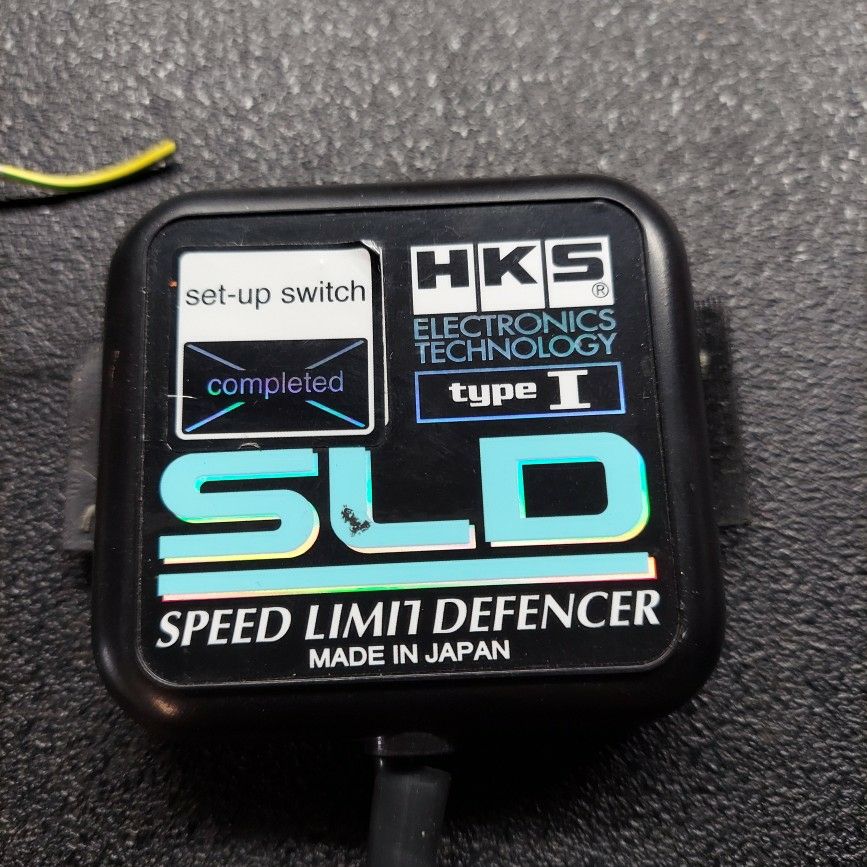 set-up switch
completed
HKS®
ELECTRONICS
TECHNOLOGY
type I
SLD
SPEED LIMIT DEFENCER
MADE IN JAPAN